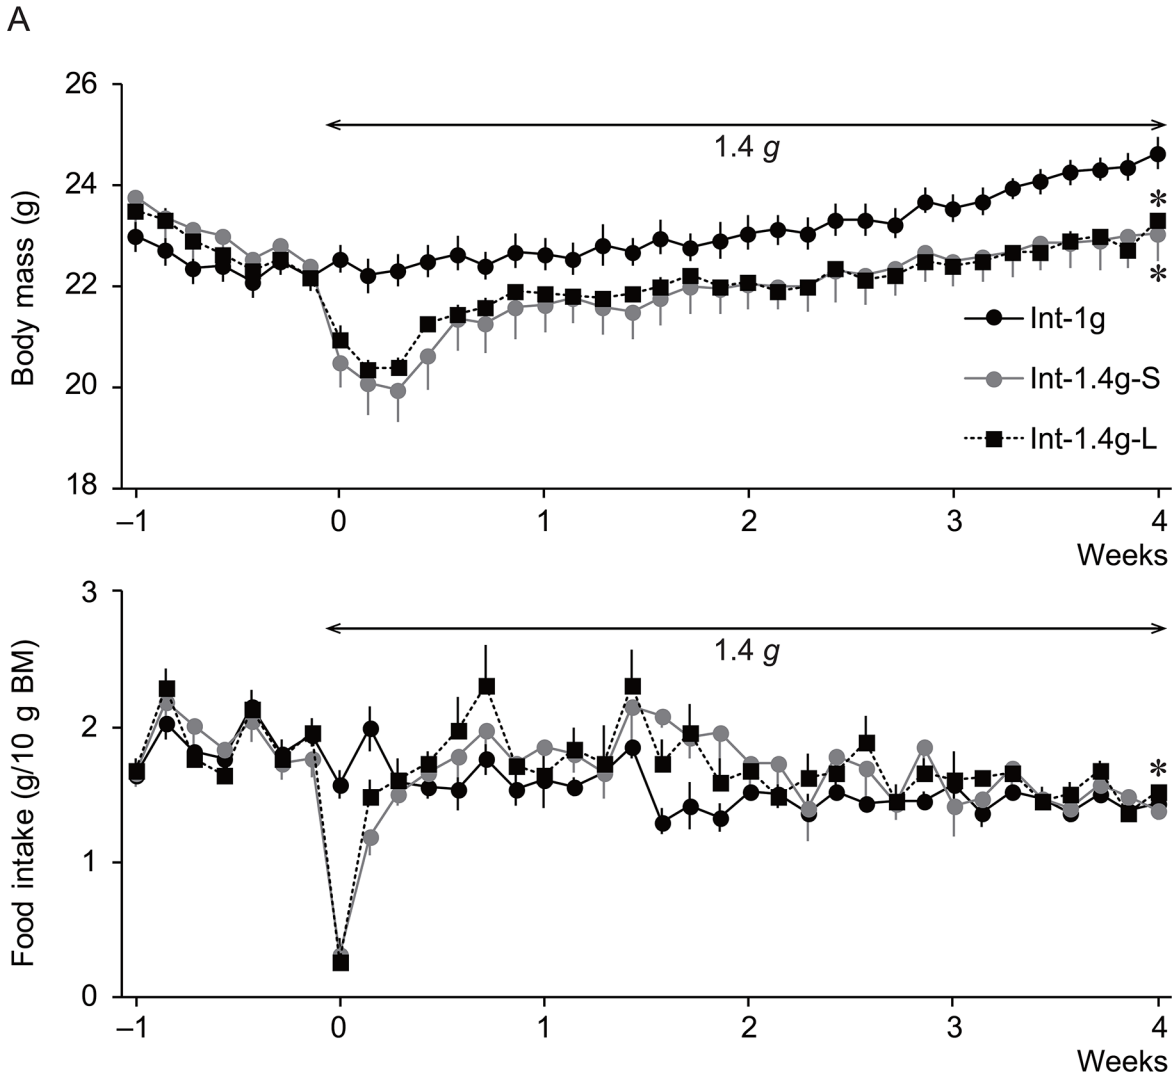 A
26
24
22
20
18
Body mass (g)
1.4 g
*
*
Int-1g
Int-1.4g-S
Int-1.4g-L
–1 0 1 2 3 4
Weeks
3
2
1
0
Food intake (g/10 g BM)
1.4 g
*
–1 0 1 2 3 4
Weeks